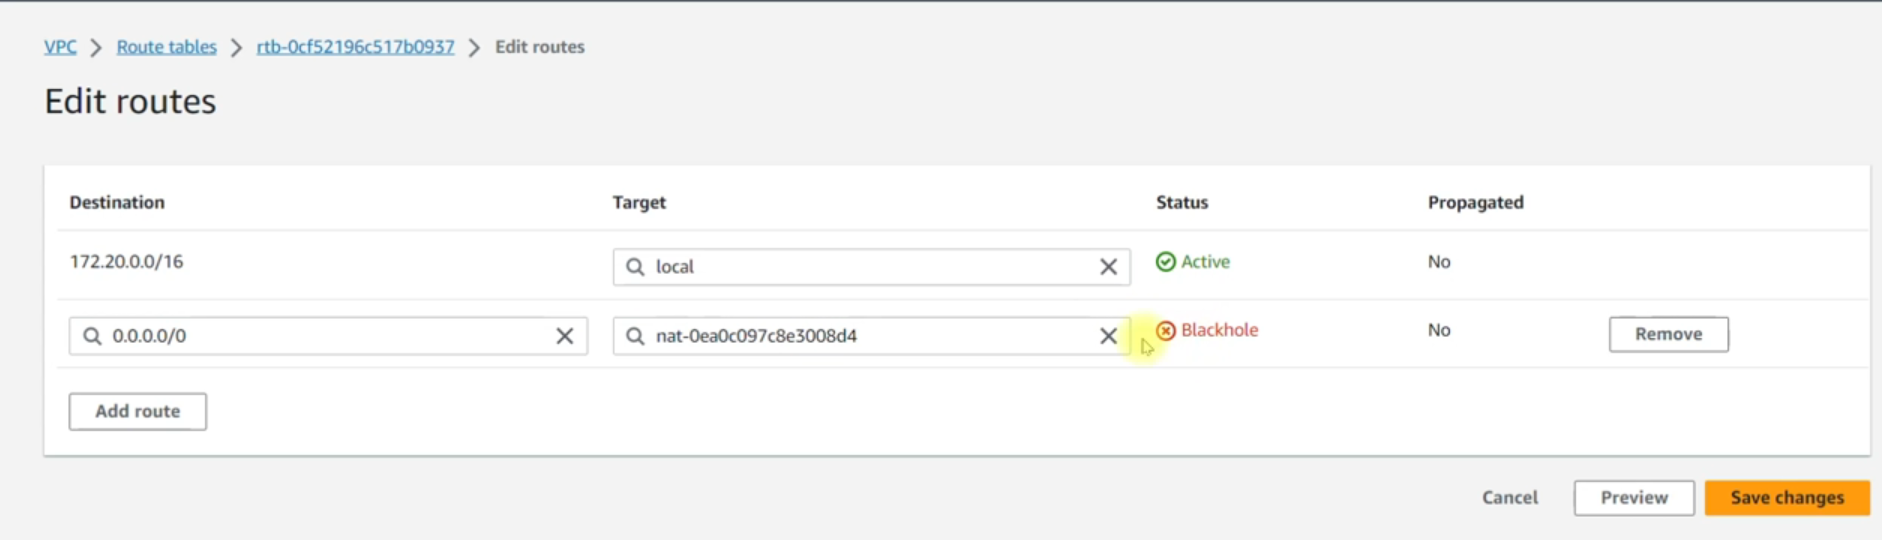 VPC > Route tables > rtb-0cf52196c517b0937 > Edit routes
Edit routes
Destination Target Status Propagated
172.20.0.0/16 local Active No
0.0.0.0/0 nat-0ea0c097c8e3008d4 Blackhole No Remove
Add route
Cancel Preview Save changes